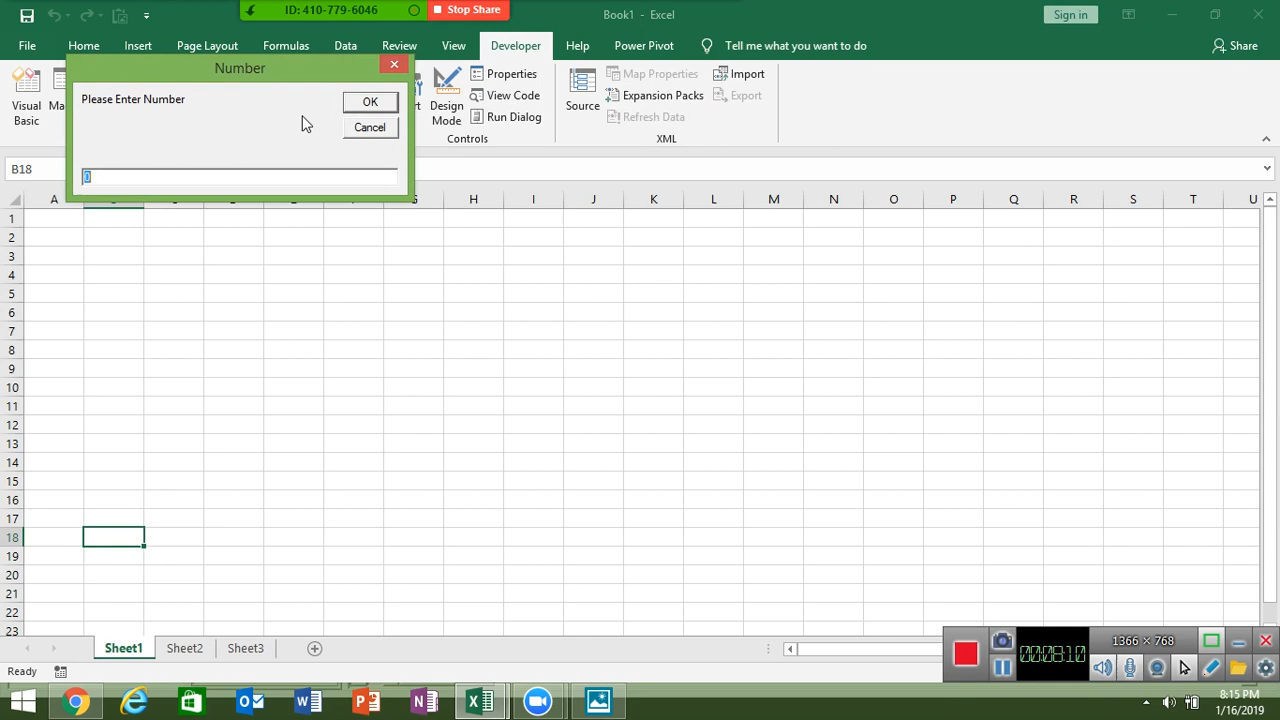 ID: 410-779-6046
Stop Share
Book1 - Excel
Sign in
File
Home
Insert
Page Layout
Formulas
Data
Review
View
Developer
Help
Power Pivot
Tell me what you want to do
Share
Number
Please Enter Number
OK
Cancel
0
Visual
Basic
Design
Mode
Properties
View Code
Run Dialog
Controls
Source
Map Properties
Expansion Packs
Refresh Data
Import
Export
XML
B18
A
G
H
I
J
K
L
M
N
O
P
Q
R
S
T
U
1
2
3
4
5
6
7
8
9
10
11
12
13
14
15
16
17
18
19
20
21
22
23
Sheet1
Sheet2
Sheet3
Ready
00:08:10
1366 × 768
8:15 PM
1/16/2019